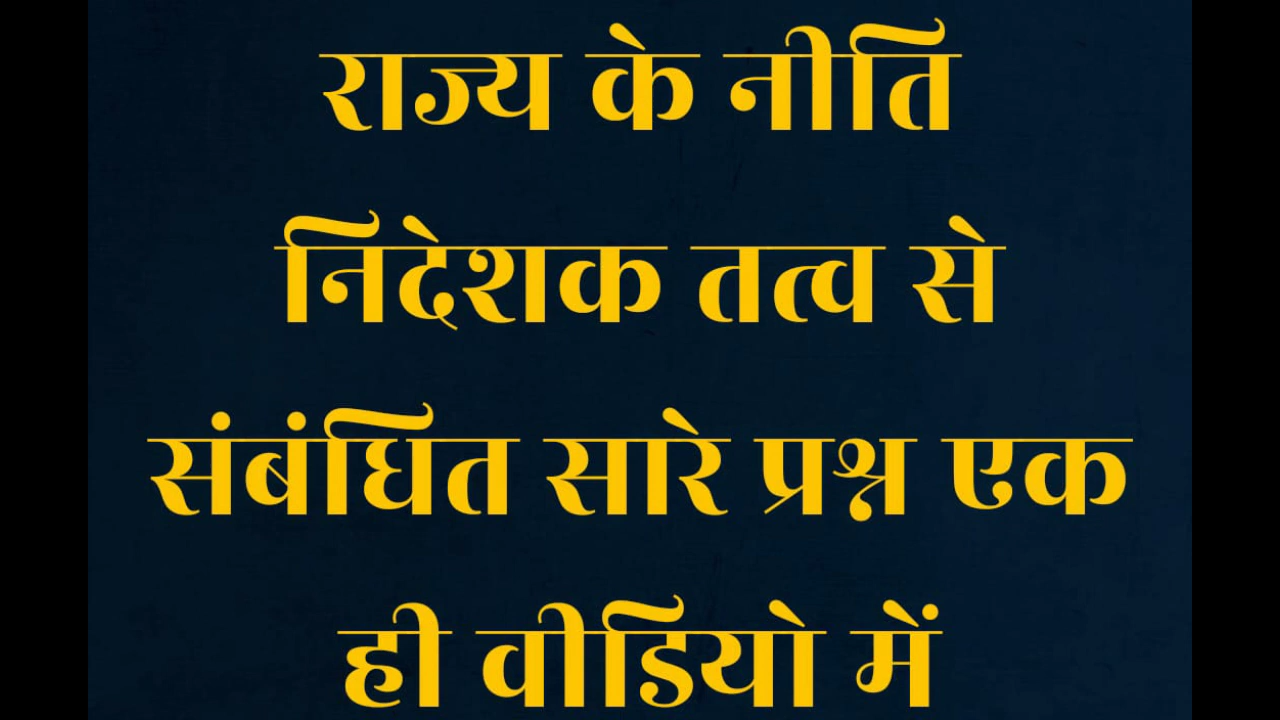 राज्य के नीति
निदेशक तत्व से
संबंधित सारे प्रश्न एक
ही वीडियो में